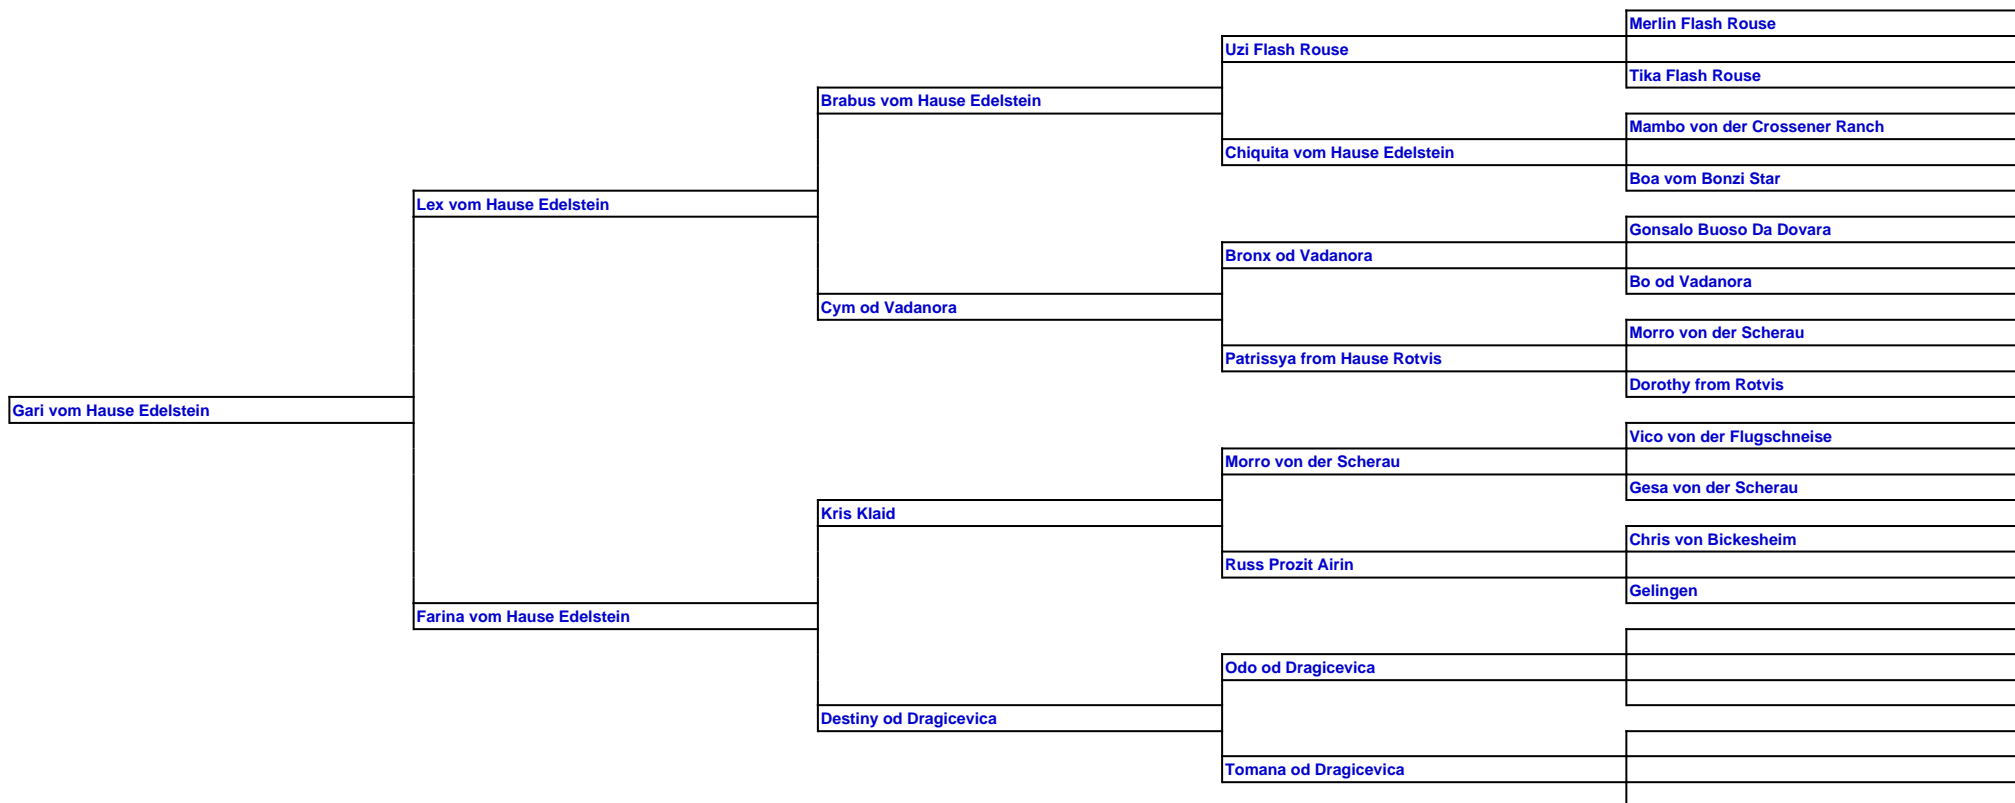 Merlin Flash Rouse
Uzi Flash Rouse
Tika Flash Rouse
Brabus vom Hause Edelstein
Mambo von der Crossener Ranch
Chiquita vom Hause Edelstein
Boa vom Bonzi Star
Lex vom Hause Edelstein
Gonsalo Buoso Da Dovara
Bronx od Vadanora
Bo od Vadanora
Cym od Vadanora
Morro von der Scherau
Patrissya from Hause Rotvis
Dorothy from Rotvis
Gari vom Hause Edelstein
Vico von der Flugschneise
Morro von der Scherau
Gesa von der Scherau
Kris Klaid
Chris von Bickesheim
Russ Prozit Airin
Gelingen
Farina vom Hause Edelstein
Odo od Dragicevica
Destiny od Dragicevica
Tomana od Dragicevica